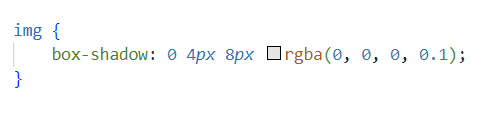 img {
    box-shadow: 0 4px 8px rgba(0, 0, 0, 0.1);
}